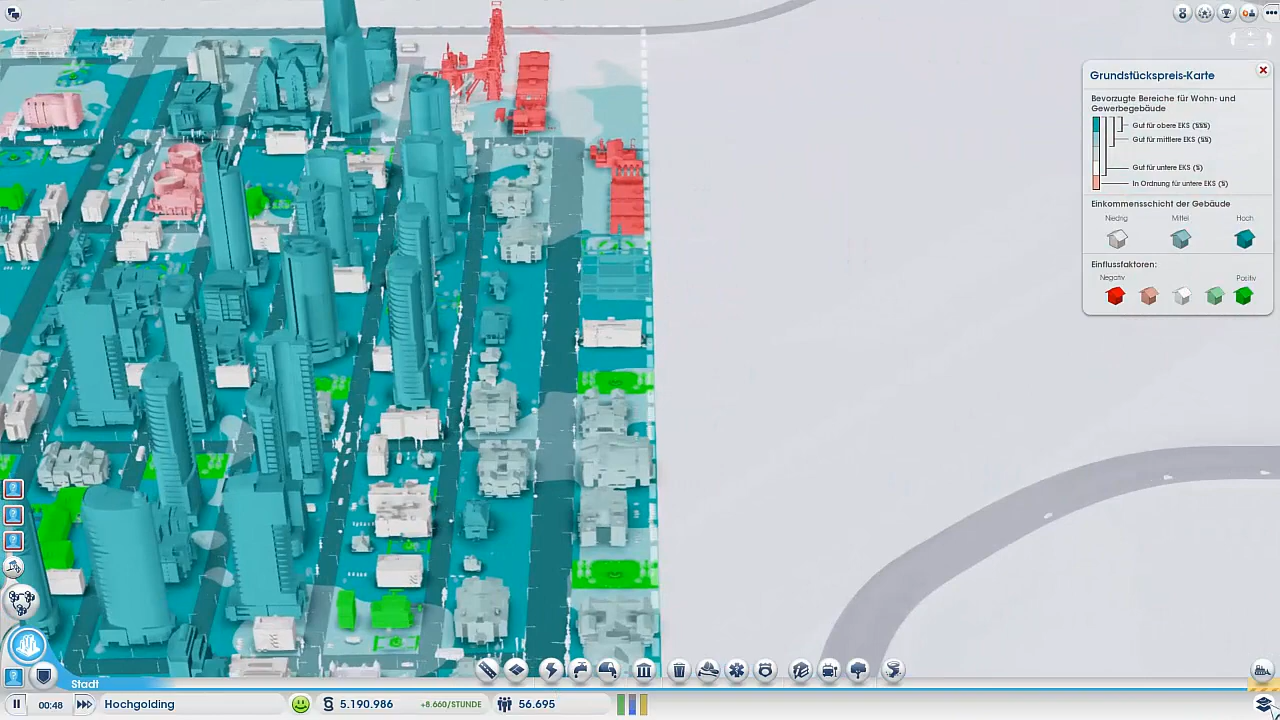 Grundstückspreis-Karte
Bevorzugte Bereiche für Wohn- und
Gewerbegebäude
Gut für obere EKS ($$$)
Gut für mittlere EKS ($$)
Gut für untere EKS ($)
In Ordnung für untere EKS ($)
Einkommensschicht der Gebäude
Niedrig Mittel Hoch
Einflussfaktoren:
Negativ Positiv
Stadt
00:48 Hochgolding 5.190.986 +8.660/STUNDE 56.695